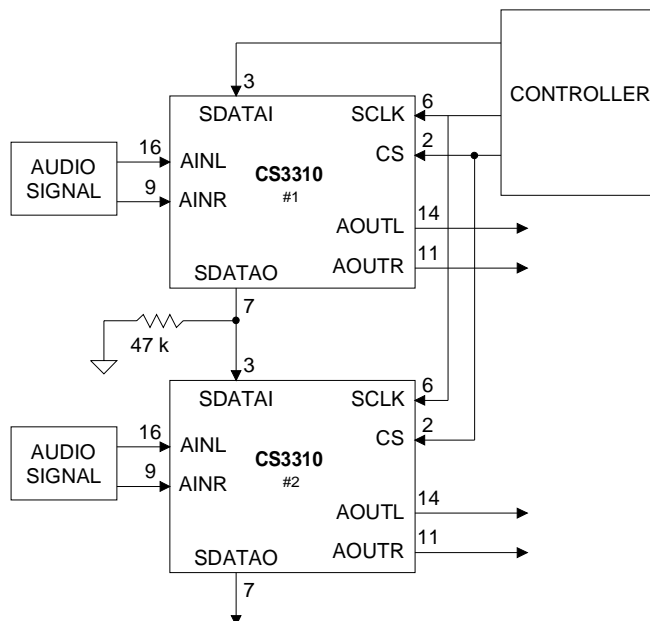 CONTROLLER
3
SDATAI
SCLK
6
CS
2
AUDIO
SIGNAL
16
AINL
9
AINR
CS3310
#1
AOUTL
14
AOUTR
11
SDATAO
7
47 k
3
SDATAI
SCLK
6
CS
2
AUDIO
SIGNAL
16
AINL
9
AINR
CS3310
#2
AOUTL
14
AOUTR
11
SDATAO
7